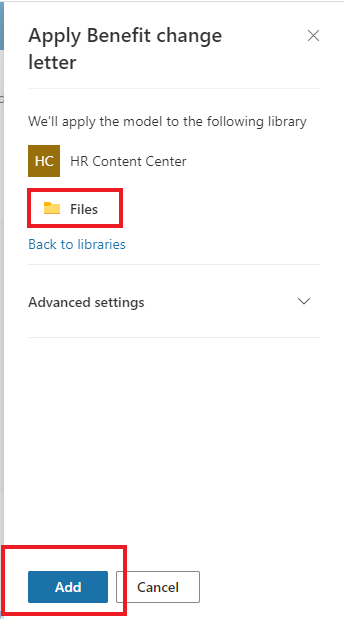 Apply Benefit change
letter
We'll apply the model to the following library
HC HR Content Center
Files
Back to libraries
Advanced settings
Add Cancel